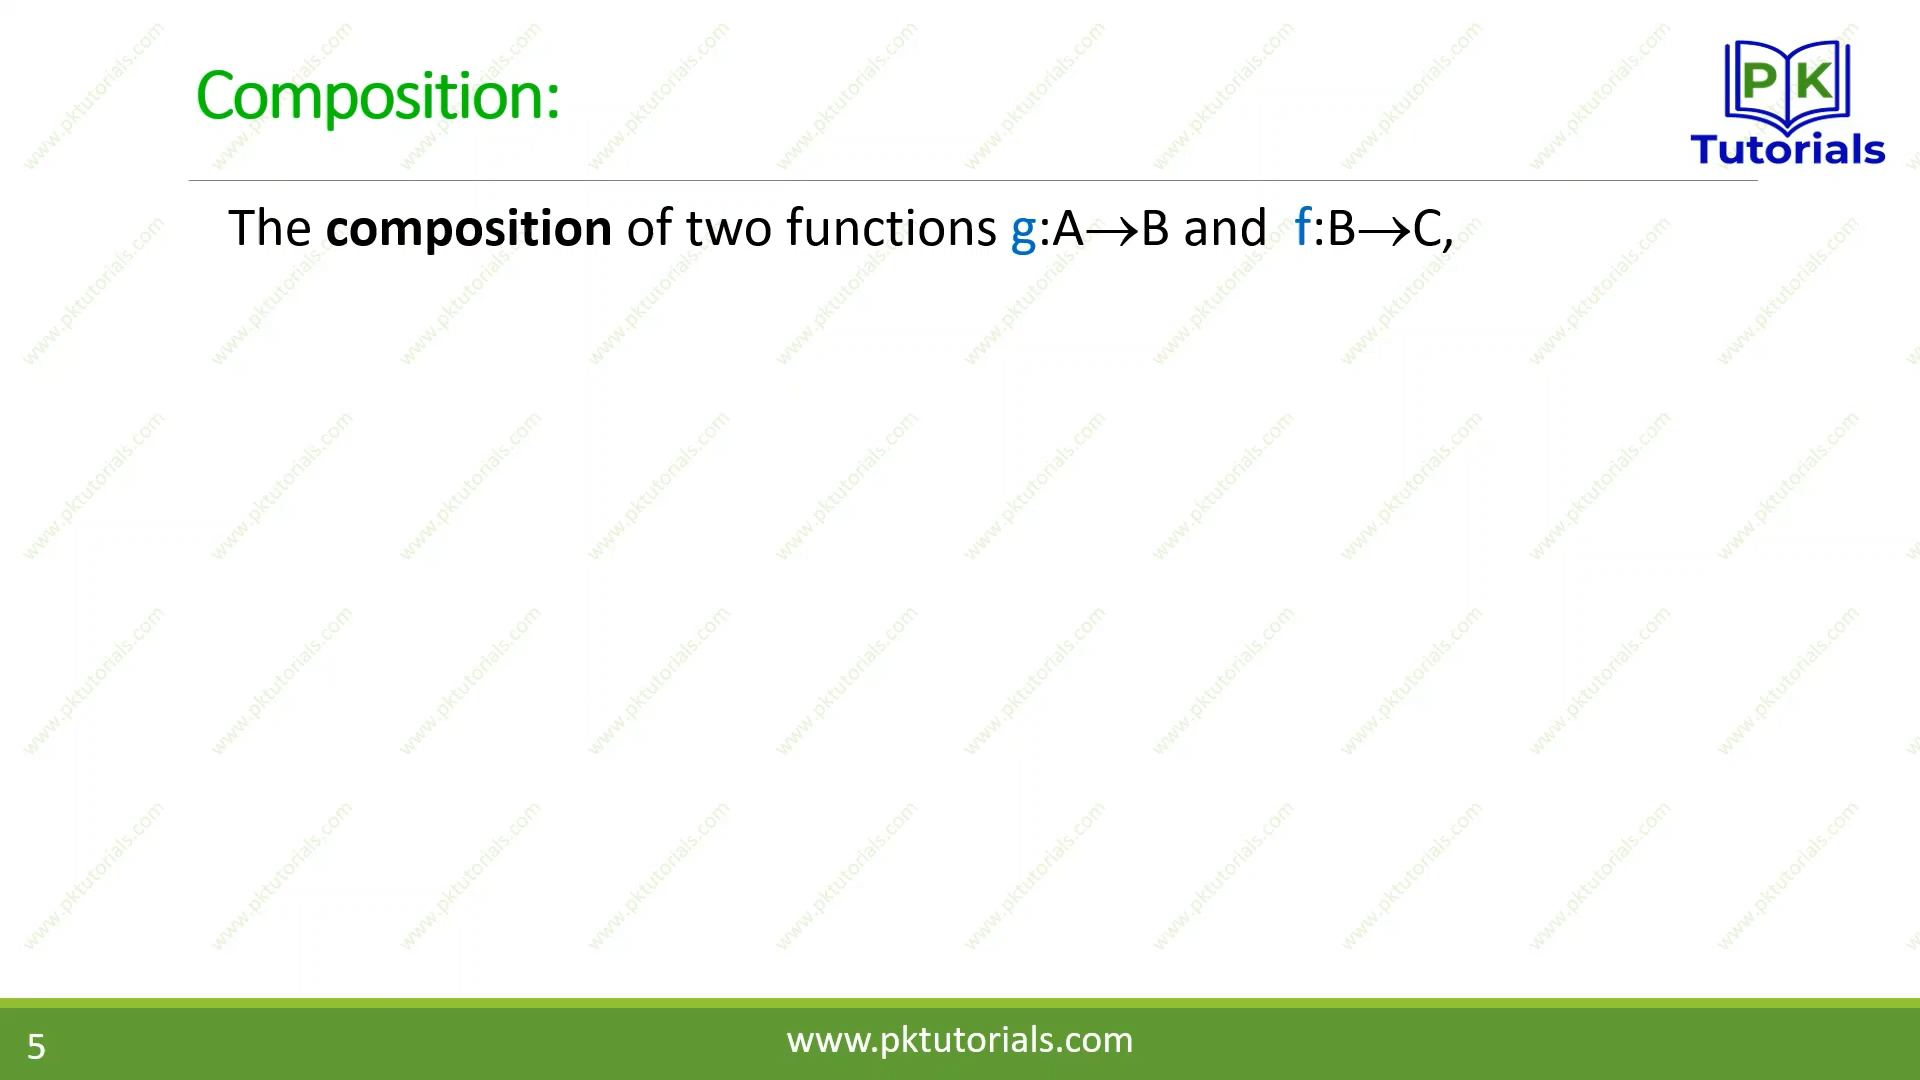 Composition:
PK
Tutorials
The composition of two functions g:A→B and f:B→C,
5
www.pktutorials.com